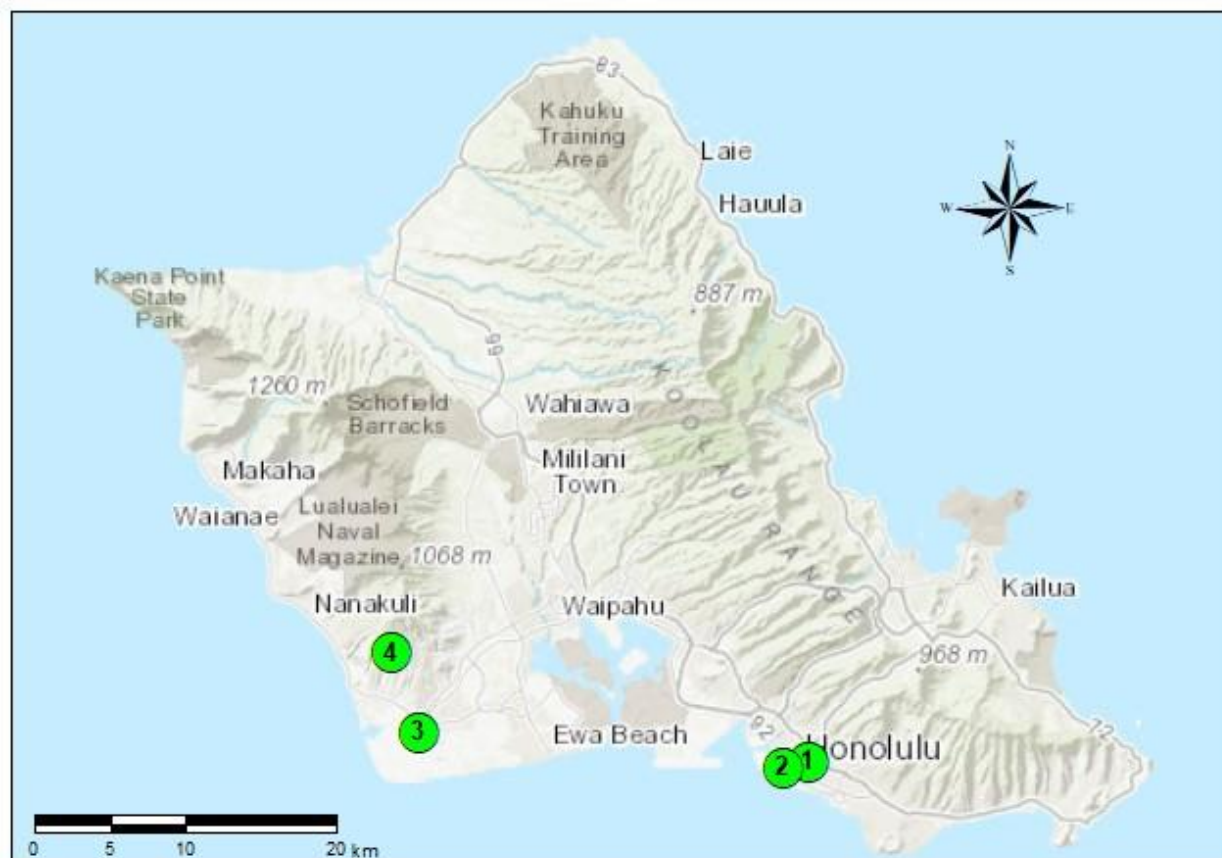 83
Kahuku
Training
Area
Laie
Hauula
N
W
E
S
Kaena Point
State
Park
887 m
99
1260 m
Schofield
Barracks
Wahiawa
KOOKAU RANGE
Makaha
Mililani
Town
Waianae
Lualualei
Naval
Magazine
1068 m
Nanakuli
Waipahu
Kailua
4
968 m
3
Ewa Beach
92
Honolulu
72
2
1
0
5
10
20 km